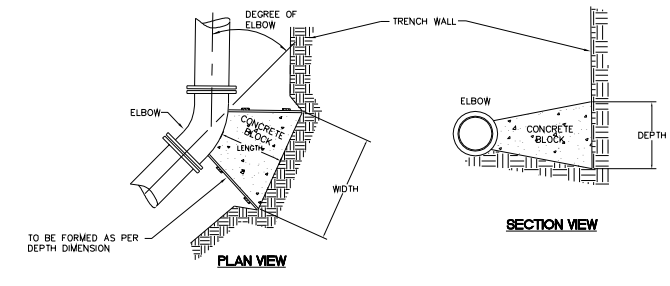 DEGREE OF
ELBOW
TRENCH WALL
ELBOW
ELBOW
CONCRETE
BLOCK
LENGTH
CONCRETE
BLOCK
DEPTH
WIDTH
TO BE FORMED AS PER
DEPTH DIMENSION
PLAN VIEW
SECTION VIEW